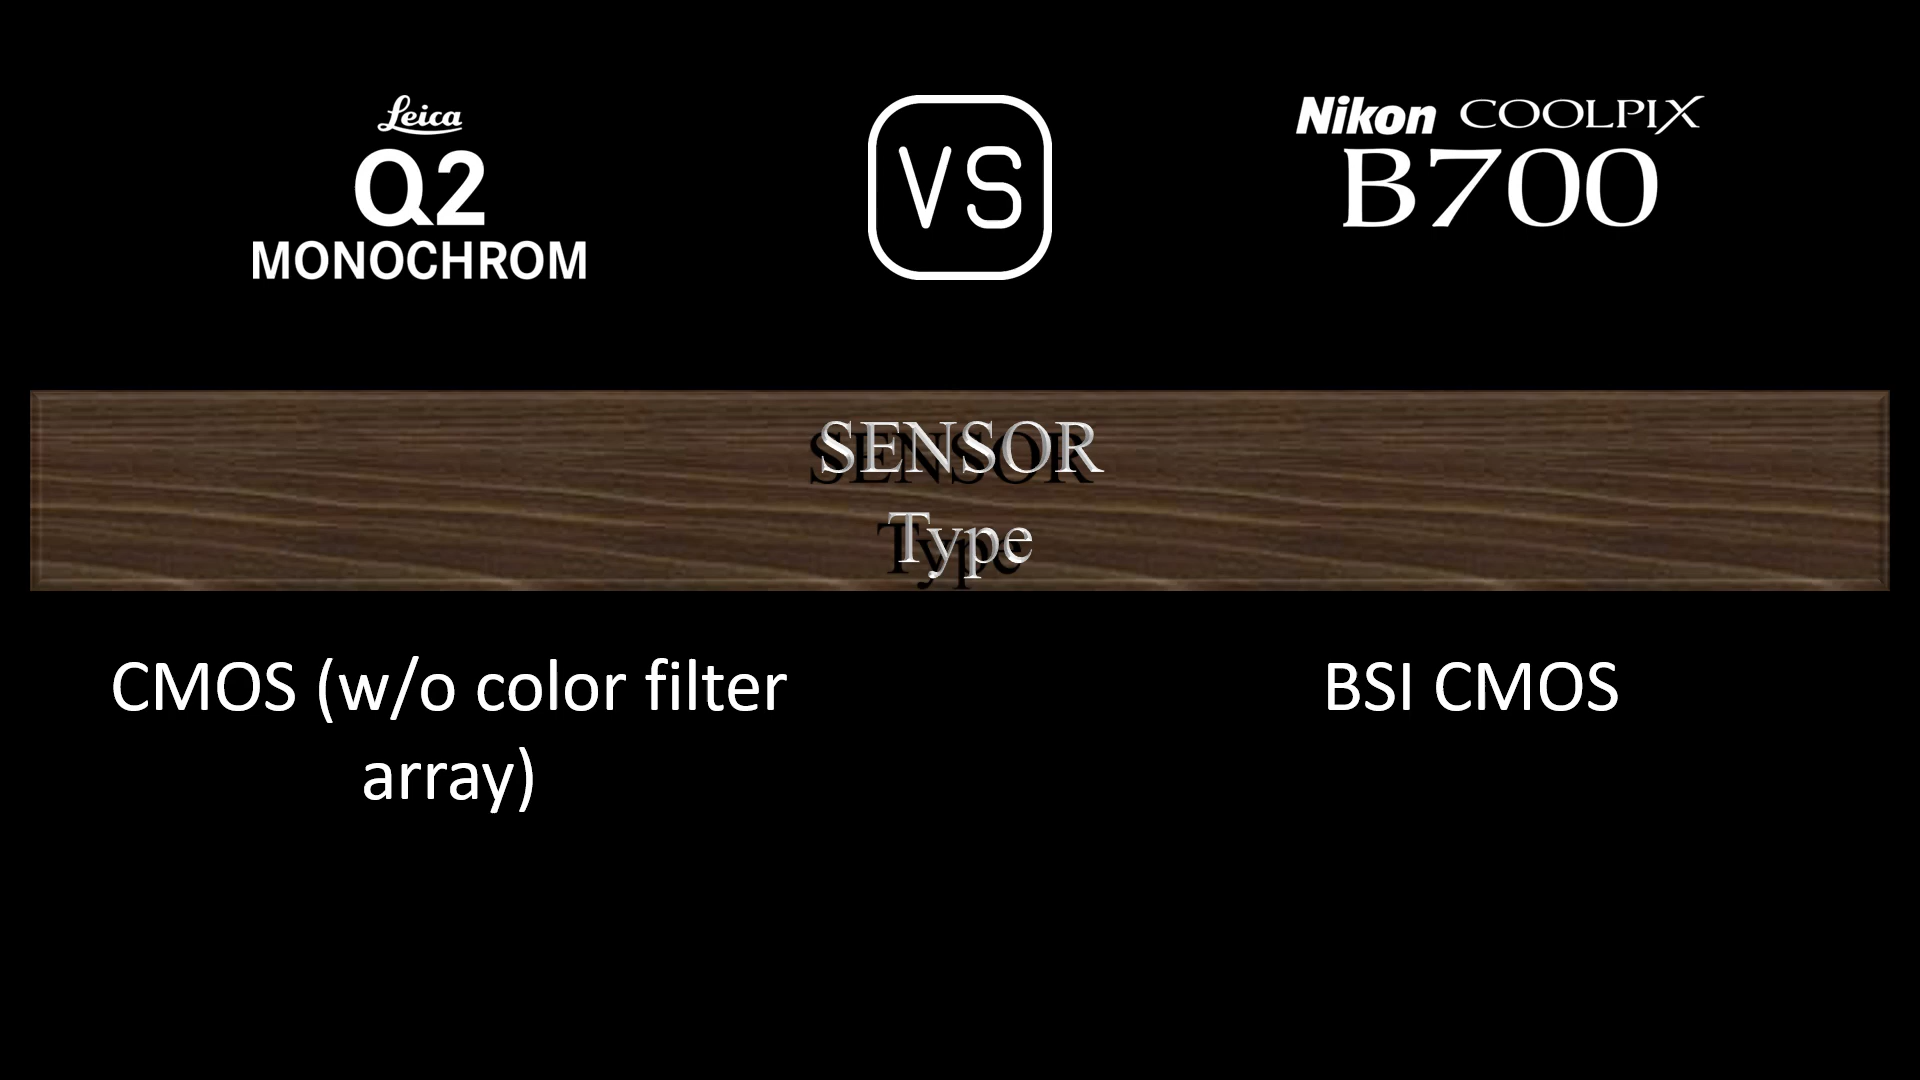 Leica
Q2
MONOCHROM
VS
Nikon COOLPIX
B700
SENSOR
Type
CMOS (w/o color filter
array)
BSI CMOS